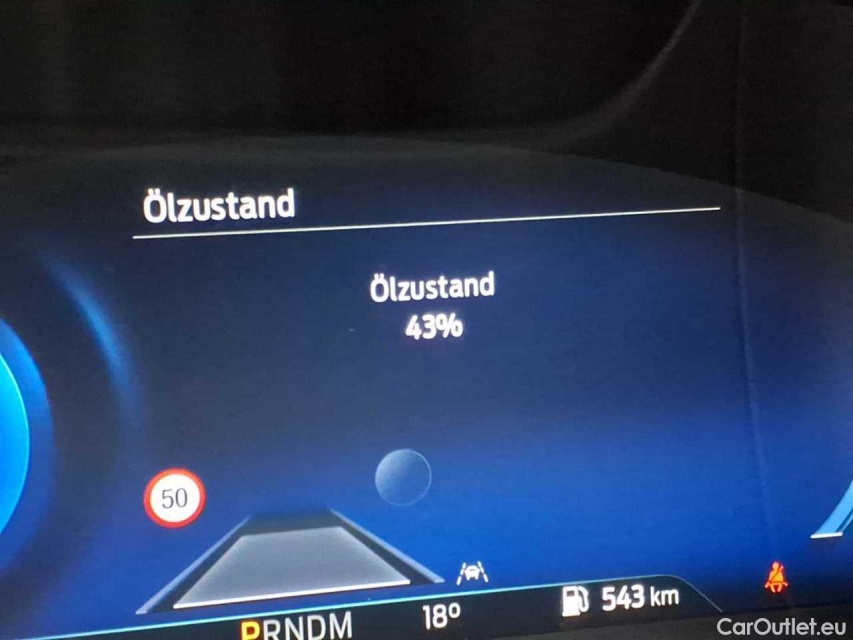 Ölzustand
Ölzustand
43%
50
PRNDM 18° 543 km
CarOutlet.eu